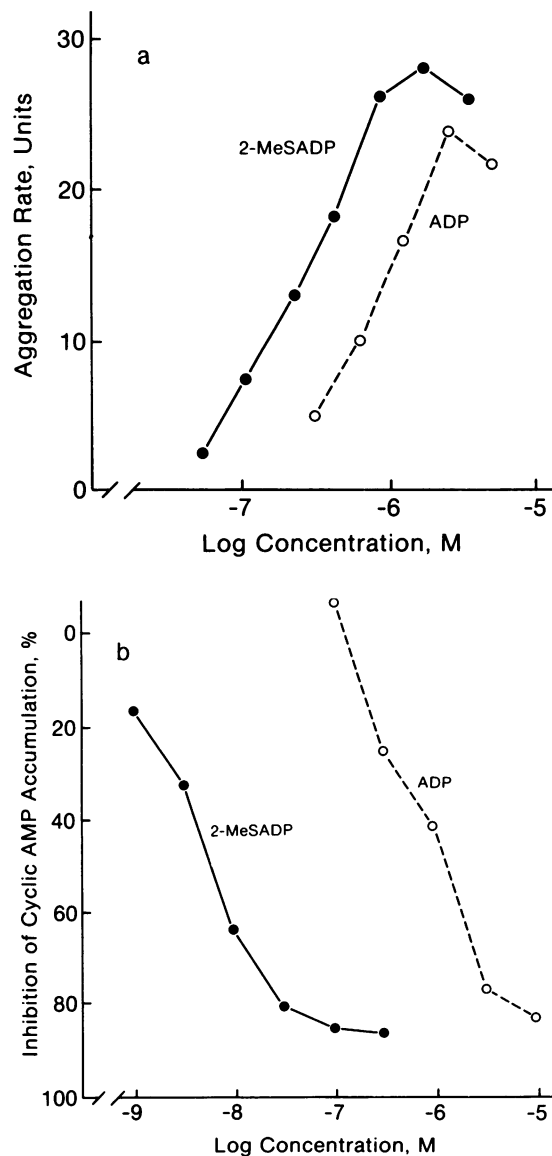 a
30
20
10
0
Aggregation Rate, Units
2-MeSADP
ADP
-7
-6
-5
Log Concentration, M
b
0
20
40
60
80
100
Inhibition of Cyclic AMP Accumulation, %
2-MeSADP
ADP
-9
-8
-7
-6
-5
Log Concentration, M